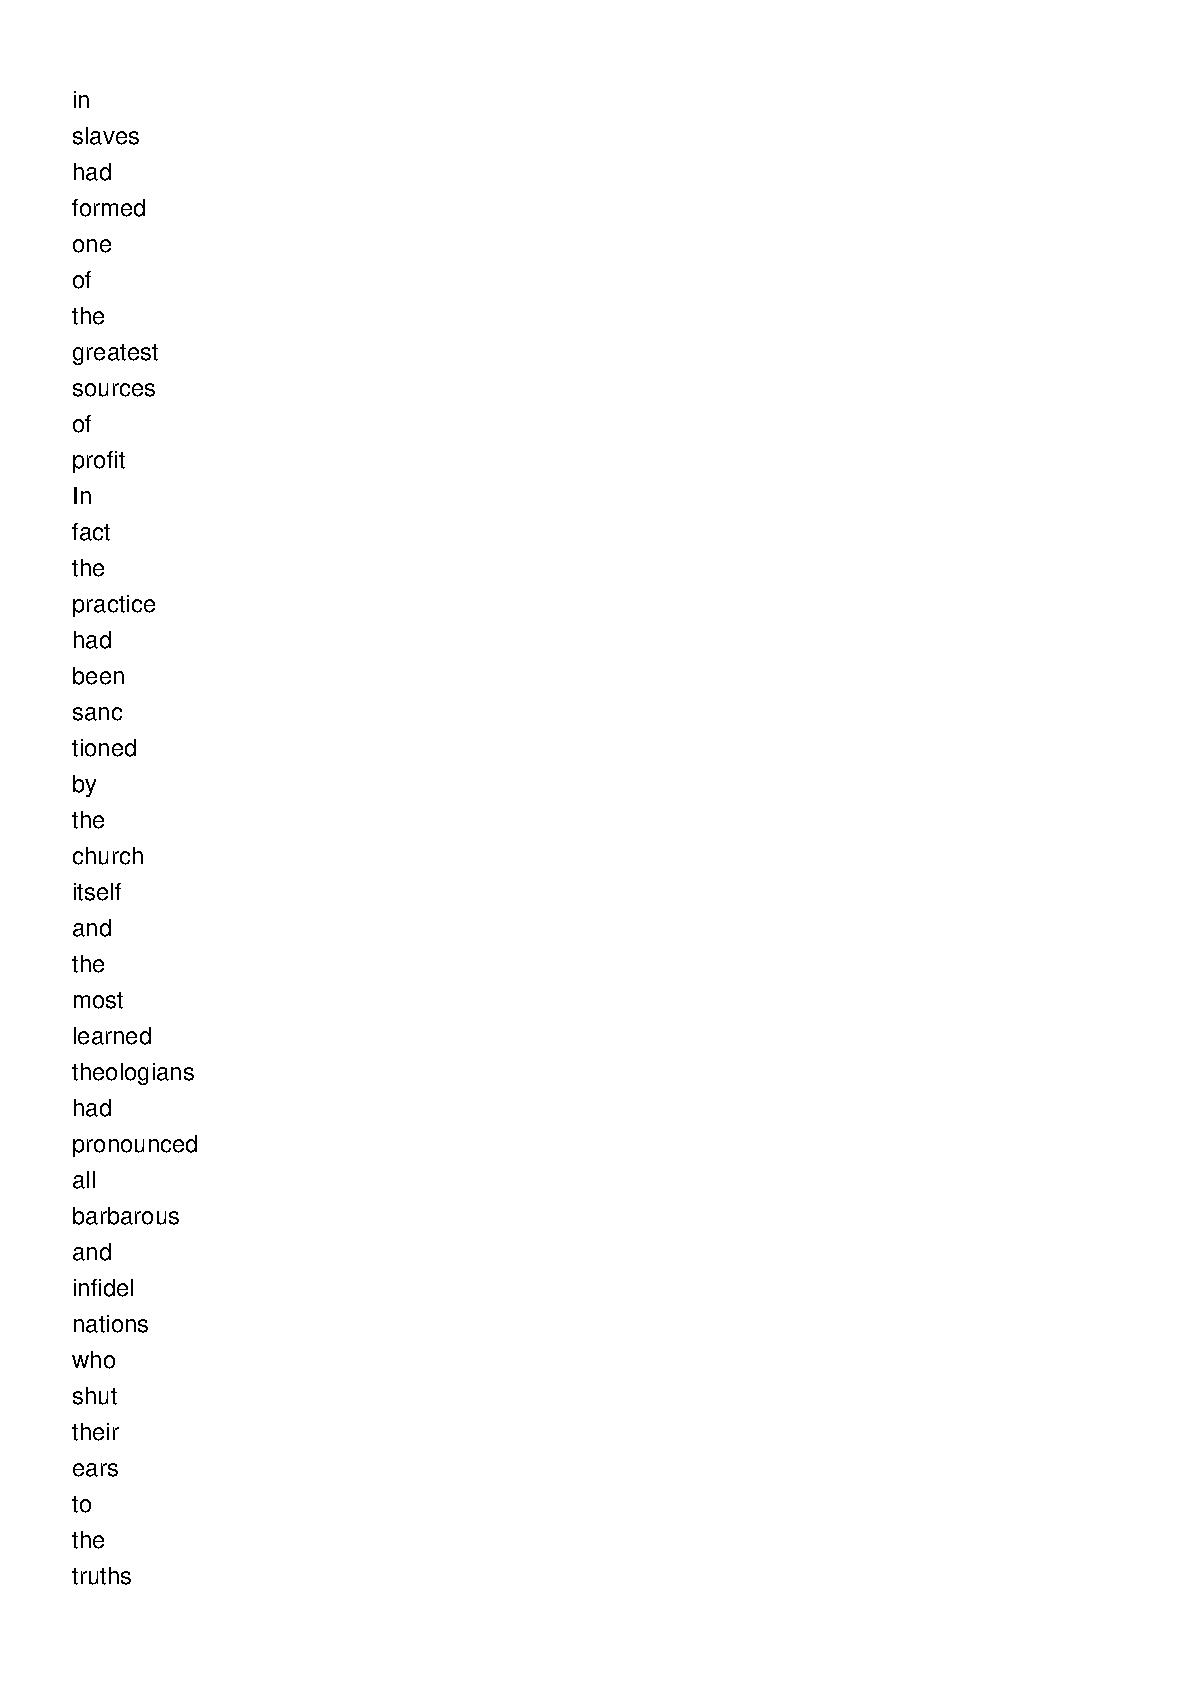 in
slaves
had
formed
one
of
the
greatest
sources
of
profit
In
fact
the
practice
had
been
sanc
tioned
by
the
church
itself
and
the
most
learned
theologians
had
pronounced
all
barbarous
and
infidel
nations
who
shut
their
ears
to
the
truths